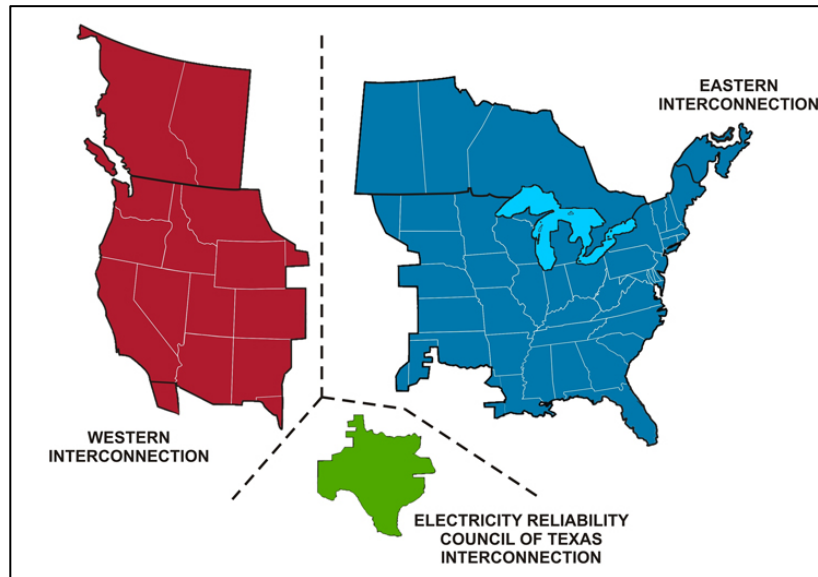 EASTERN
INTERCONNECTION
WESTERN
INTERCONNECTION
ELECTRICITY RELIABILITY
COUNCIL OF TEXAS
INTERCONNECTION